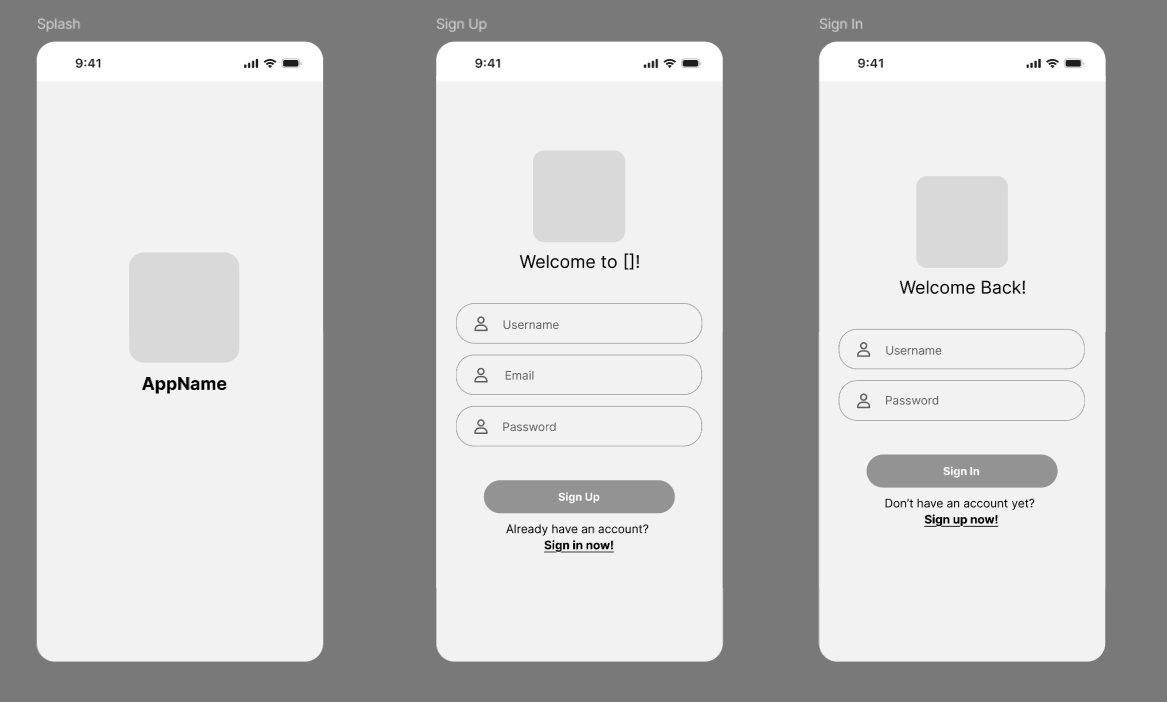 Splash
9:41
AppName
Sign Up
9:41
Welcome to []!
Username
Email
Password
Sign Up
Already have an account?
Sign in now!
Sign In
9:41
Welcome Back!
Username
Password
Sign In
Don't have an account yet?
Sign up now!